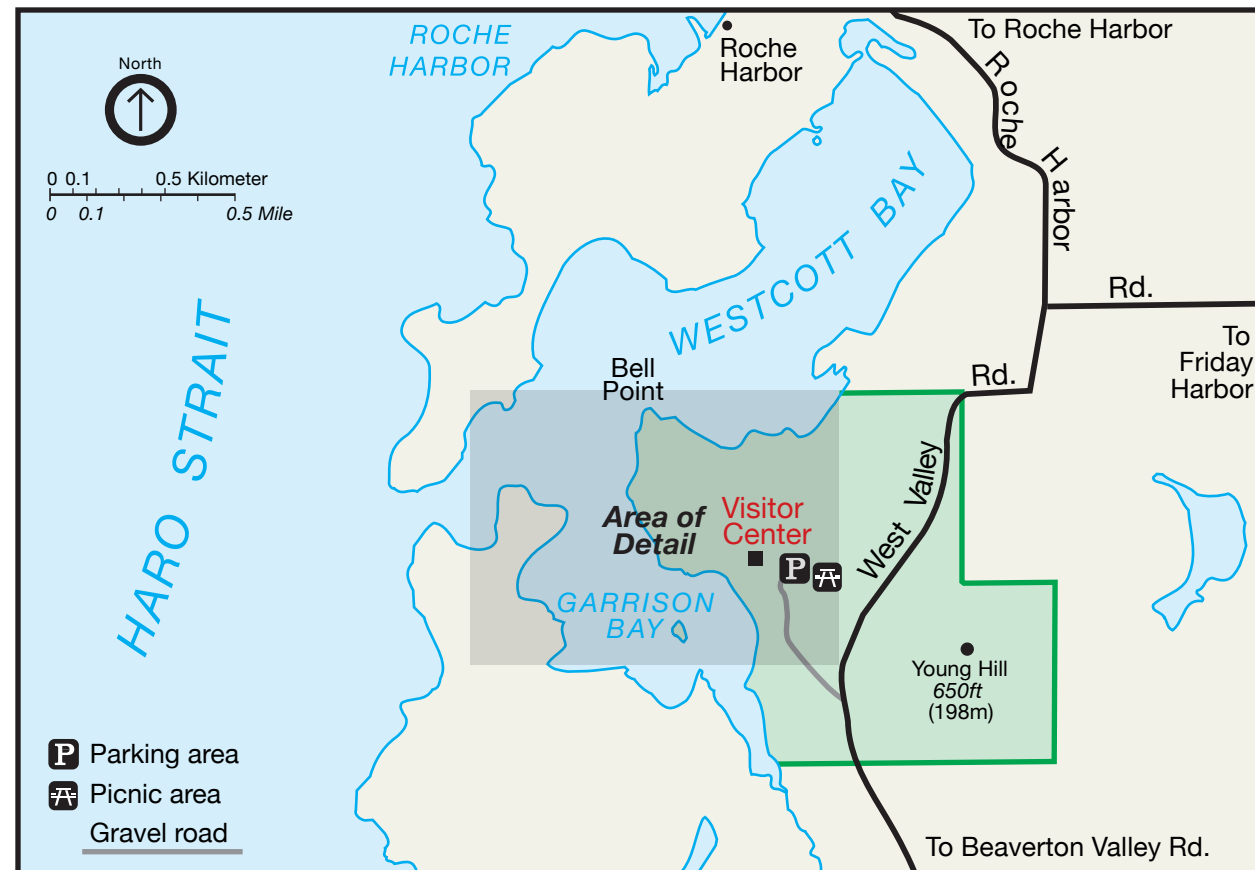 To Roche Harbor
ROCHE
HARBOR
Roche
Harbor
North
Roche Harbor Rd.
0 0.1 0.5 Kilometer
0 0.1 0.5 Mile
WESTCOTT BAY
HARO STRAIT
To
Friday
Harbor
Bell
Point
West Valley Rd.
Area of
Detail
Visitor
Center
P
GARRISON
BAY
Young Hill
650ft
(198m)
P Parking area
Picnic area
Gravel road
To Beaverton Valley Rd.